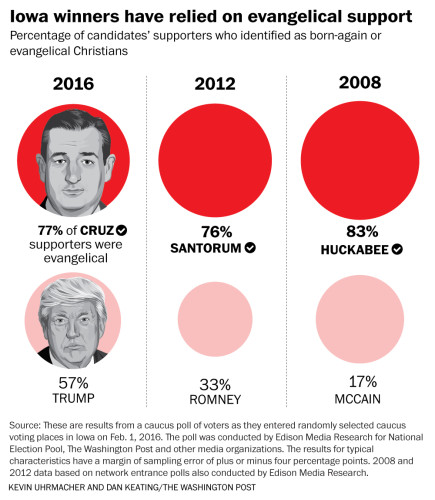 Iowa winners have relied on evangelical support
Percentage of candidates' supporters who identified as born-again or
evangelical Christians
2016
2012
2008
77% of CRUZ
supporters were
evangelical
76%
SANTORUM
83%
HUCKABEE
57%
TRUMP
33%
ROMNEY
17%
MCCAIN
Source: These are results from a caucus poll of voters as they entered randomly selected caucus
voting places in Iowa on Feb. 1, 2016. The poll was conducted by Edison Media Research for National
Election Pool, The Washington Post and other media organizations. The results for typical
characteristics have a margin of sampling error of plus or minus four percentage points. 2008 and
2012 data based on network entrance polls also conducted by Edison Media Research.
KEVIN UHRMACHER AND DAN KEATING/THE WASHINGTON POST